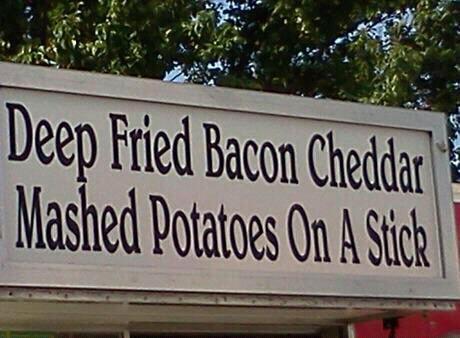 Deep Fried Bacon Cheddar
Mashed Potatoes On A Stick